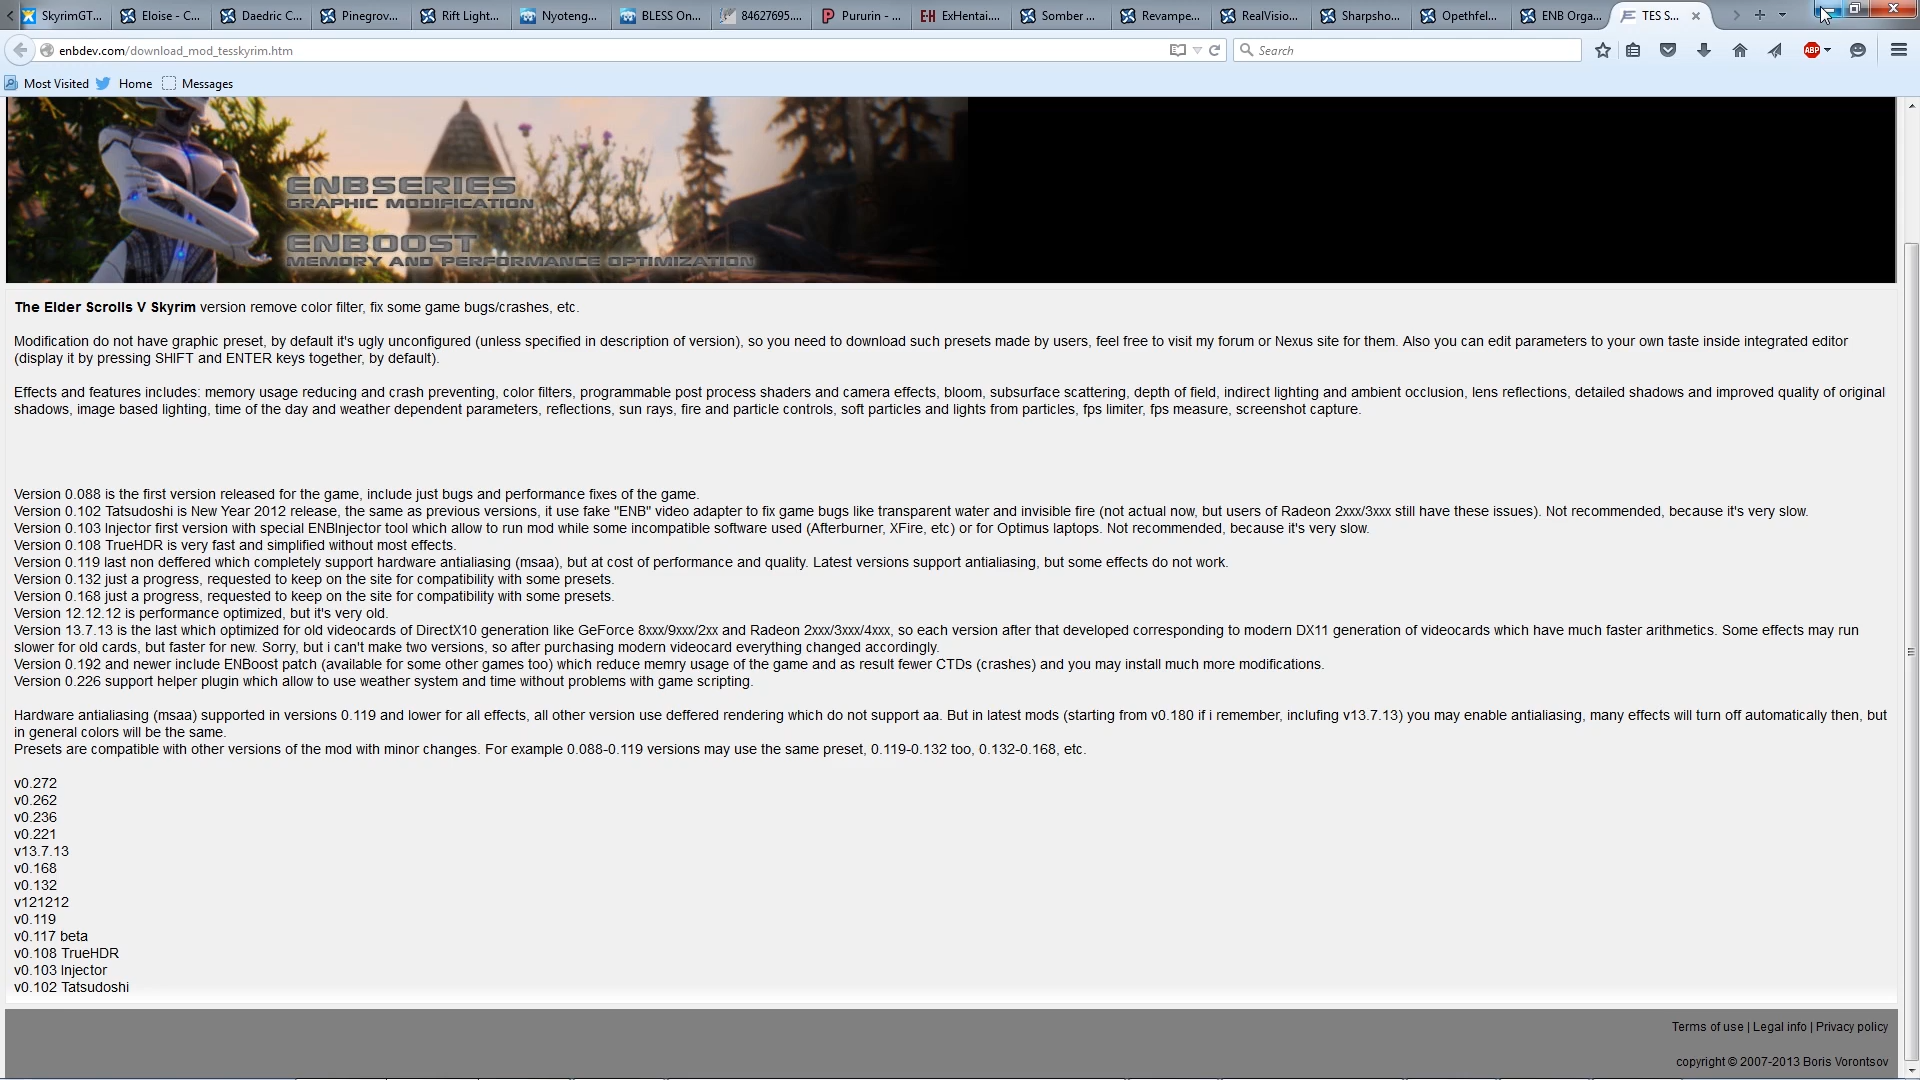 SkyrimGT...
Eloise - C...
Daedric C...
Pinegrov...
Rift Light...
Nyoteng...
BLESS On...
84627695....
Pururin - ...
ExHentai....
Somber ...
Revampe...
RealVisio...
Sharpsho...
Opethfel...
ENB Orga...
TES S...
enbdev.com/download_mod_tesskyrim.htm
Search
ABP
Most Visited
Home
Messages
ENBSERIES
GRAPHIC MODIFICATION
ENBOOST
MEMORY AND PERFORMANCE OPTIMIZATION
The Elder Scrolls V Skyrim version remove color filter, fix some game bugs/crashes, etc.
Modification do not have graphic preset, by default it's ugly unconfigured (unless specified in description of version), so you need to download such presets made by users, feel free to visit my forum or Nexus site for them. Also you can edit parameters to your own taste inside integrated editor
(display it by pressing SHIFT and ENTER keys together, by default).
Effects and features includes: memory usage reducing and crash preventing, color filters, programmable post process shaders and camera effects, bloom, subsurface scattering, depth of field, indirect lighting and ambient occlusion, lens reflections, detailed shadows and improved quality of original
shadows, image based lighting, time of the day and weather dependent parameters, reflections, sun rays, fire and particle controls, soft particles and lights from particles, fps limiter, fps measure, screenshot capture.
Version 0.088 is the first version released for the game, include just bugs and performance fixes of the game.
Version 0.102 Tatsudoshi is New Year 2012 release, the same as previous versions, it use fake "ENB" video adapter to fix game bugs like transparent water and invisible fire (not actual now, but users of Radeon 2xxx/3xxx still have these issues). Not recommended, because it's very slow.
Version 0.103 Injector first version with special ENBInjector tool which allow to run mod while some incompatible software used (Afterburner, XFire, etc) or for Optimus laptops. Not recommended, because it's very slow.
Version 0.108 TrueHDR is very fast and simplified without most effects.
Version 0.119 last non deffered which completely support hardware antialiasing (msaa), but at cost of performance and quality. Latest versions support antialiasing, but some effects do not work.
Version 0.132 just a progress, requested to keep on the site for compatibility with some presets.
Version 0.168 just a progress, requested to keep on the site for compatibility with some presets.
Version 12.12.12 is performance optimized, but it's very old.
Version 13.7.13 is the last which optimized for old videocards of DirectX10 generation like GeForce 8xxx/9xxx/2xx and Radeon 2xxx/3xxx/4xxx, so each version after that developed corresponding to modern DX11 generation of videocards which have much faster arithmetics. Some effects may run
slower for old cards, but faster for new. Sorry, but i can't make two versions, so after purchasing modern videocard everything changed accordingly.
Version 0.192 and newer include ENBoost patch (available for some other games too) which reduce memry usage of the game and as result fewer CTDs (crashes) and you may install much more modifications.
Version 0.226 support helper plugin which allow to use weather system and time without problems with game scripting.
Hardware antialiasing (msaa) supported in versions 0.119 and lower for all effects, all other version use deffered rendering which do not support aa. But in latest mods (starting from v0.180 if i remember, inclufing v13.7.13) you may enable antialiasing, many effects will turn off automatically then, but
in general colors will be the same.
Presets are compatible with other versions of the mod with minor changes. For example 0.088-0.119 versions may use the same preset, 0.119-0.132 too, 0.132-0.168, etc.
v0.272
v0.262
v0.236
v0.221
v13.7.13
v0.168
v0.132
v121212
v0.119
v0.117 beta
v0.108 TrueHDR
v0.103 Injector
v0.102 Tatsudoshi
Terms of use | Legal info | Privacy policy
copyright © 2007-2013 Boris Vorontsov